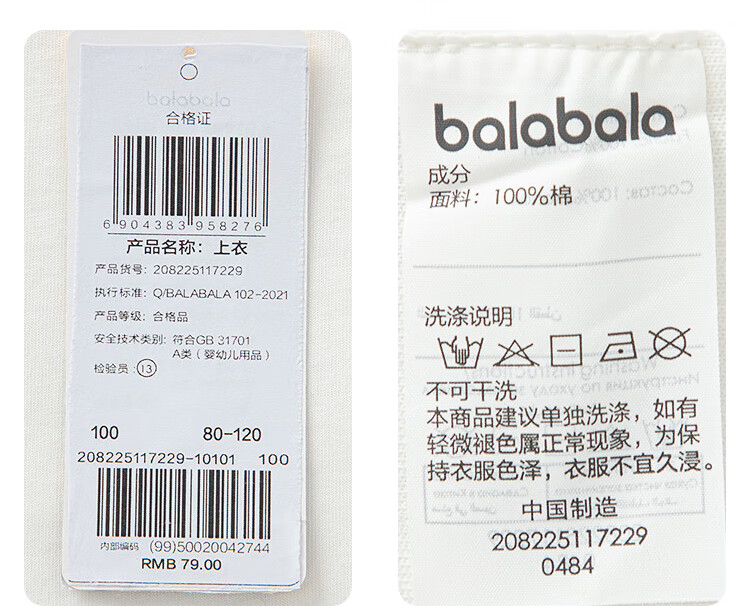 balabala
合格证
6 904383 958276
产品名称：上衣
产品货号：208225117229
执行标准：Q/BALABALA 102-2021
产品等级：合格品
安全技术类别：符合GB 31701
A类（婴幼儿用品）
检验员：13
100 80-120
208225117229-10101 100
内部编码 (99)50020042744
RMB 79.00
balabala
成分
面料：100%棉
洗涤说明
不可干洗
本商品建议单独洗涤，如有
轻微褪色属正常现象，为保
持衣服色泽，衣服不宜久浸。
中国制造
208225117229
0484